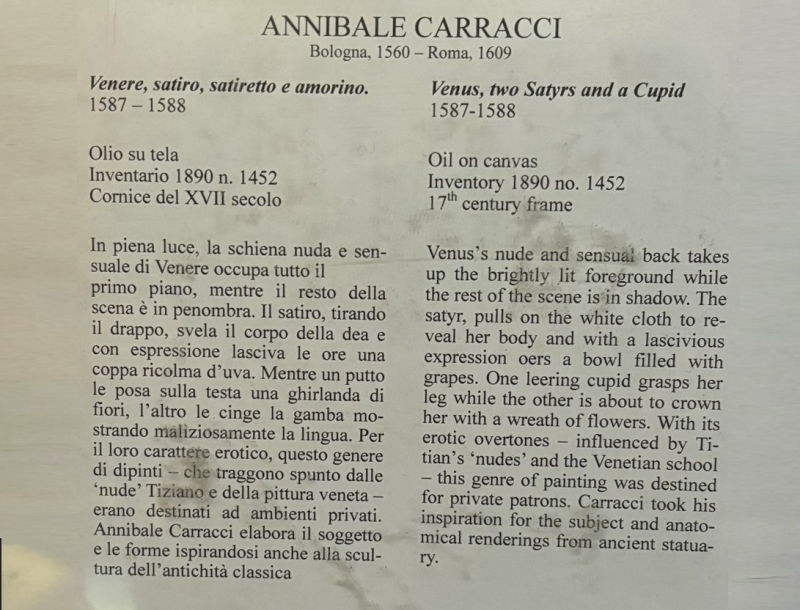 ANNIBALE CARRACCI
Bologna, 1560 – Roma, 1609
Venere, satiro, satiretto e amorino.
1587 – 1588
Olio su tela
Inventario 1890 n. 1452
Cornice del XVII secolo
In piena luce, la schiena nuda e sen-
suale di Venere occupa tutto il
primo piano, mentre il resto della
scena è in penombra. Il satiro, tirando
il drappo, svela il corpo della dea e
con espressione lasciva le ore una
coppa ricolma d'uva. Mentre un putto
le posa sulla testa una ghirlanda di
fiori, l'altro le cinge la gamba mo-
strando maliziosamente la lingua. Per
il loro carattere erotico, questo genere
di dipinti – che traggono spunto dalle
'nude' Tiziano e della pittura veneta –
erano destinati ad ambienti privati.
Annibale Carracci elabora il soggetto
e le forme ispirandosi anche alla scul-
tura dell'antichità classica
Venus, two Satyrs and a Cupid
1587-1588
Oil on canvas
Inventory 1890 no. 1452
17th century frame
Venus's nude and sensual back takes
up the brightly lit foreground while
the rest of the scene is in shadow. The
satyr, pulls on the white cloth to re-
veal her body and with a lascivious
expression oers a bowl filled with
grapes. One leering cupid grasps her
leg while the other is about to crown
her with a wreath of flowers. With its
erotic overtones – influenced by Ti-
tian's 'nudes' and the Venetian school
– this genre of painting was destined
for private patrons. Carracci took his
inspiration for the subject and anato-
mical renderings from ancient statua-
ry.